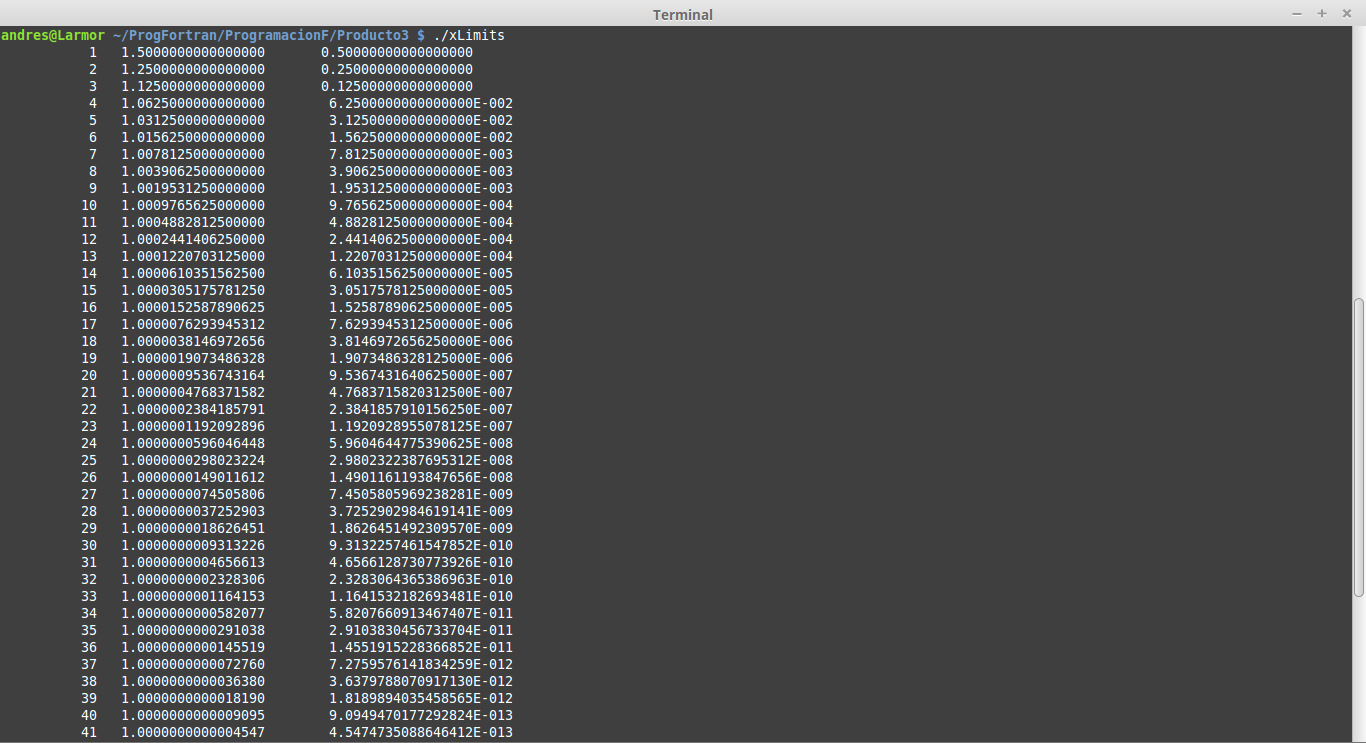 Terminal
andres@Larmor ~/ProgFortran/ProgramacionF/Producto3 $ ./xLimits
1 1.5000000000000000 0.50000000000000000
2 1.2500000000000000 0.25000000000000000
3 1.1250000000000000 0.12500000000000000
4 1.0625000000000000 6.2500000000000000E-002
5 1.0312500000000000 3.1250000000000000E-002
6 1.0156250000000000 1.5625000000000000E-002
7 1.0078125000000000 7.8125000000000000E-003
8 1.0039062500000000 3.9062500000000000E-003
9 1.0019531250000000 1.9531250000000000E-003
10 1.0009765625000000 9.7656250000000000E-004
11 1.0004882812500000 4.8828125000000000E-004
12 1.0002441406250000 2.4414062500000000E-004
13 1.0001220703125000 1.2207031250000000E-004
14 1.0000610351562500 6.1035156250000000E-005
15 1.0000305175781250 3.0517578125000000E-005
16 1.0000152587890625 1.5258789062500000E-005
17 1.0000076293945312 7.6293945312500000E-006
18 1.0000038146972656 3.8146972656250000E-006
19 1.0000019073486328 1.9073486328125000E-006
20 1.0000009536743164 9.5367431640625000E-007
21 1.0000004768371582 4.7683715820312500E-007
22 1.0000002384185791 2.3841857910156250E-007
23 1.0000001192092896 1.1920928955078125E-007
24 1.0000000596046448 5.9604644775390625E-008
25 1.0000000298023224 2.9802322387695312E-008
26 1.0000000149011612 1.4901161193847656E-008
27 1.0000000074505806 7.4505805969238281E-009
28 1.0000000037252903 3.7252902984619141E-009
29 1.0000000018626451 1.8626451492309570E-009
30 1.0000000009313226 9.3132257461547852E-010
31 1.0000000004656613 4.6566128730773926E-010
32 1.0000000002328306 2.3283064365386963E-010
33 1.0000000001164153 1.1641532182693481E-010
34 1.0000000000582077 5.8207660913467407E-011
35 1.0000000000291038 2.9103830456733704E-011
36 1.0000000000145519 1.4551915228366852E-011
37 1.0000000000072760 7.2759576141834259E-012
38 1.0000000000036380 3.6379788070917130E-012
39 1.0000000000018190 1.8189894035458565E-012
40 1.0000000000009095 9.0949470177292824E-013
41 1.0000000000004547 4.5474735088646412E-013